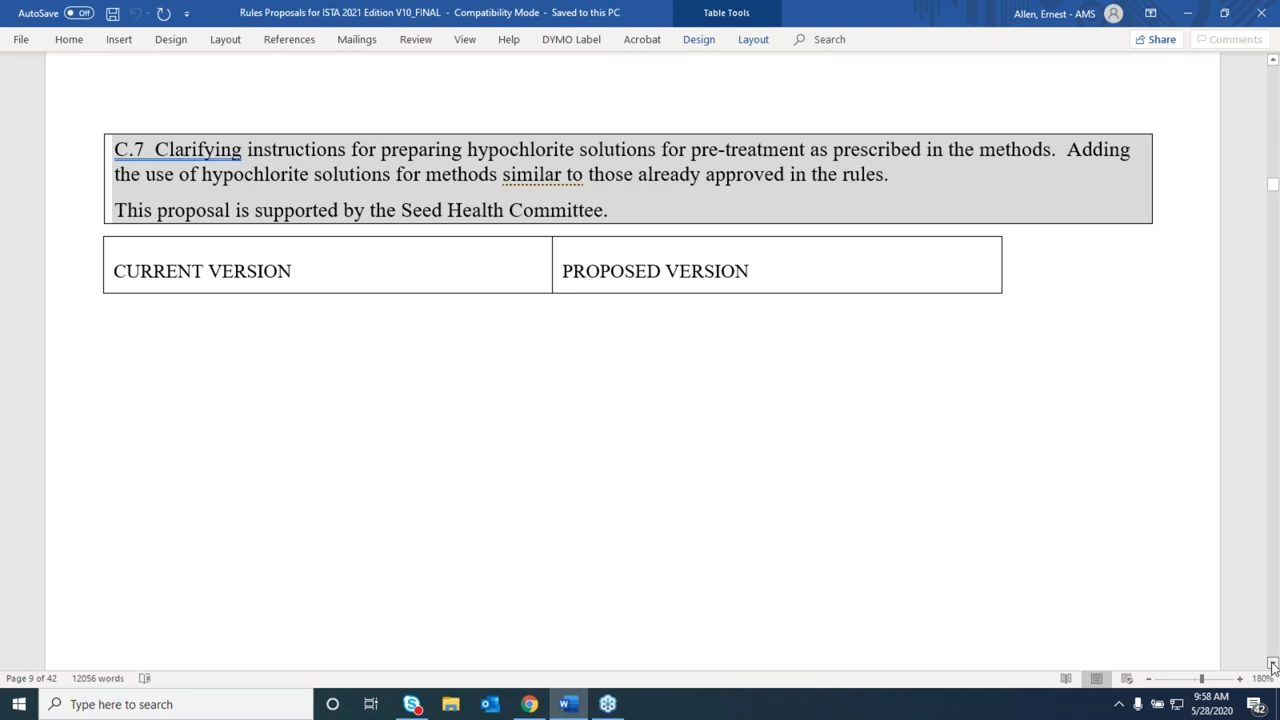 AutoSave Off Rules Proposals for ISTA 2021 Edition V10_FINAL - Compatibility Mode - Saved to this PC Table Tools Allen, Ernest - AMS
File Home Insert Design Layout References Mailings Review View Help DYMO Label Acrobat Design Layout Search Share Comments
C.7 Clarifying instructions for preparing hypochlorite solutions for pre-treatment as prescribed in the methods. Adding
the use of hypochlorite solutions for methods similar to those already approved in the rules.
This proposal is supported by the Seed Health Committee.
CURRENT VERSION PROPOSED VERSION
Page 9 of 42 12056 words 180%
Type here to search 9:58 AM
5/28/2020 42